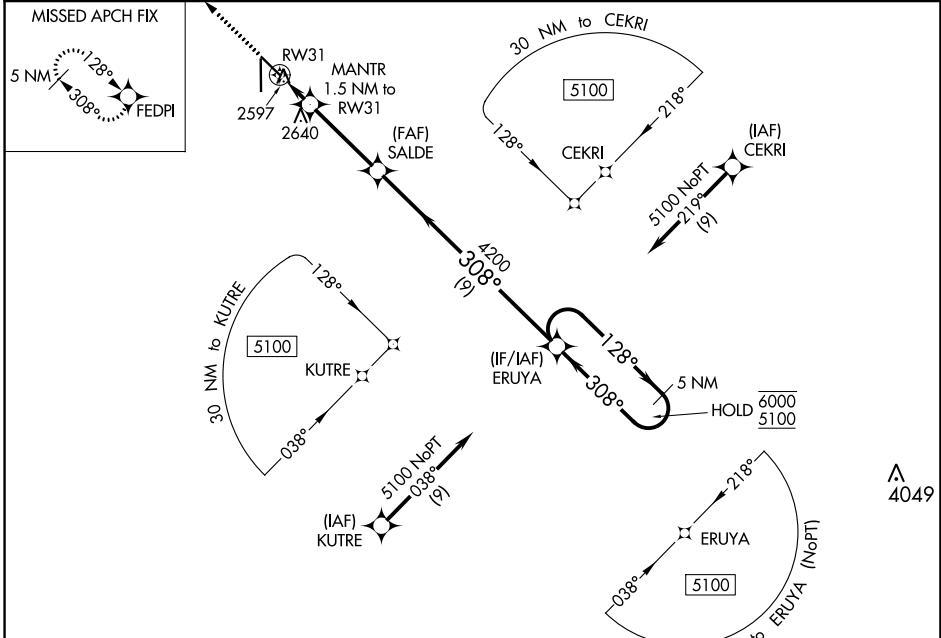 MISSED APCH FIX
128°
5 NM
308°
FEDPI
RW31
2597
MANTR
1.5 NM to
RW31
2640
(FAF)
SALDE
30 NM to CEKRI
5100
218°
128°
CEKRI
(IAF)
CEKRI
5100 NoPT
219°
(9)
4200
308°
(9)
30 NM to KUTRE
128°
5100
KUTRE
038°
(IF/IAF)
ERUYA
128°
308°
5 NM
HOLD
6000
5100
5100 NoPT
038°
(9)
(IAF)
KUTRE
4049
218°
ERUYA
038°
5100
to ERUYA (NoPT)